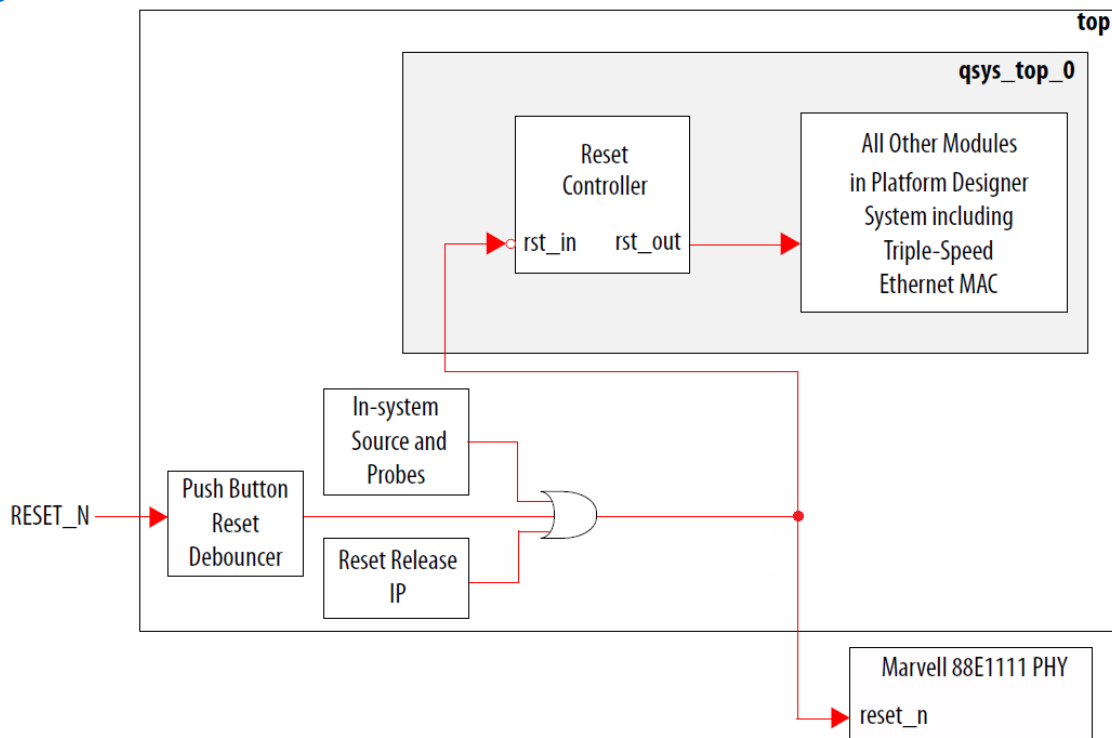 top
qsys_top_0
Reset
Controller
rst_in
rst_out
All Other Modules
in Platform Designer
System including
Triple-Speed
Ethernet MAC
In-system
Source and
Probes
RESET_N
Push Button
Reset
Debouncer
Reset Release
IP
Marvell 88E1111 PHY
reset_n